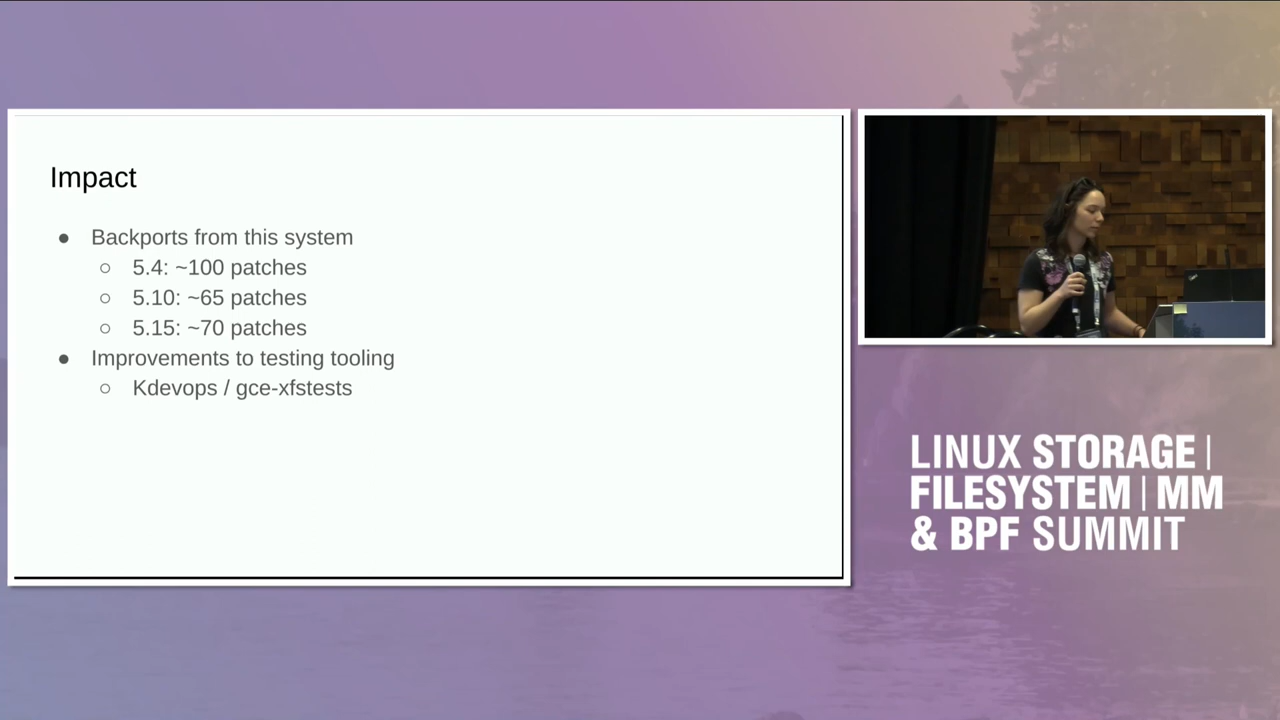 Impact
● Backports from this system
○ 5.4: ~100 patches
○ 5.10: ~65 patches
○ 5.15: ~70 patches
● Improvements to testing tooling
○ Kdevops / gce-xfstests
LINUX STORAGE |
FILESYSTEM | MM
& BPF SUMMIT